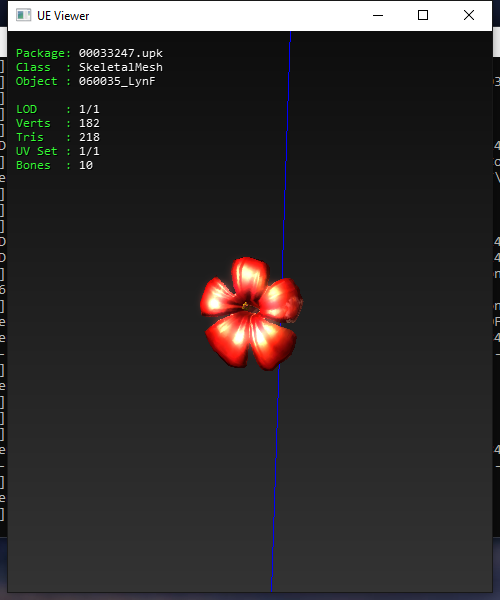 UE Viewer
Package: 00033247.upk
Class  : SkeletalMesh
Object : 060035_LynF
LOD    : 1/1
Verts  : 182
Tris   : 218
UV Set : 1/1
Bones  : 10